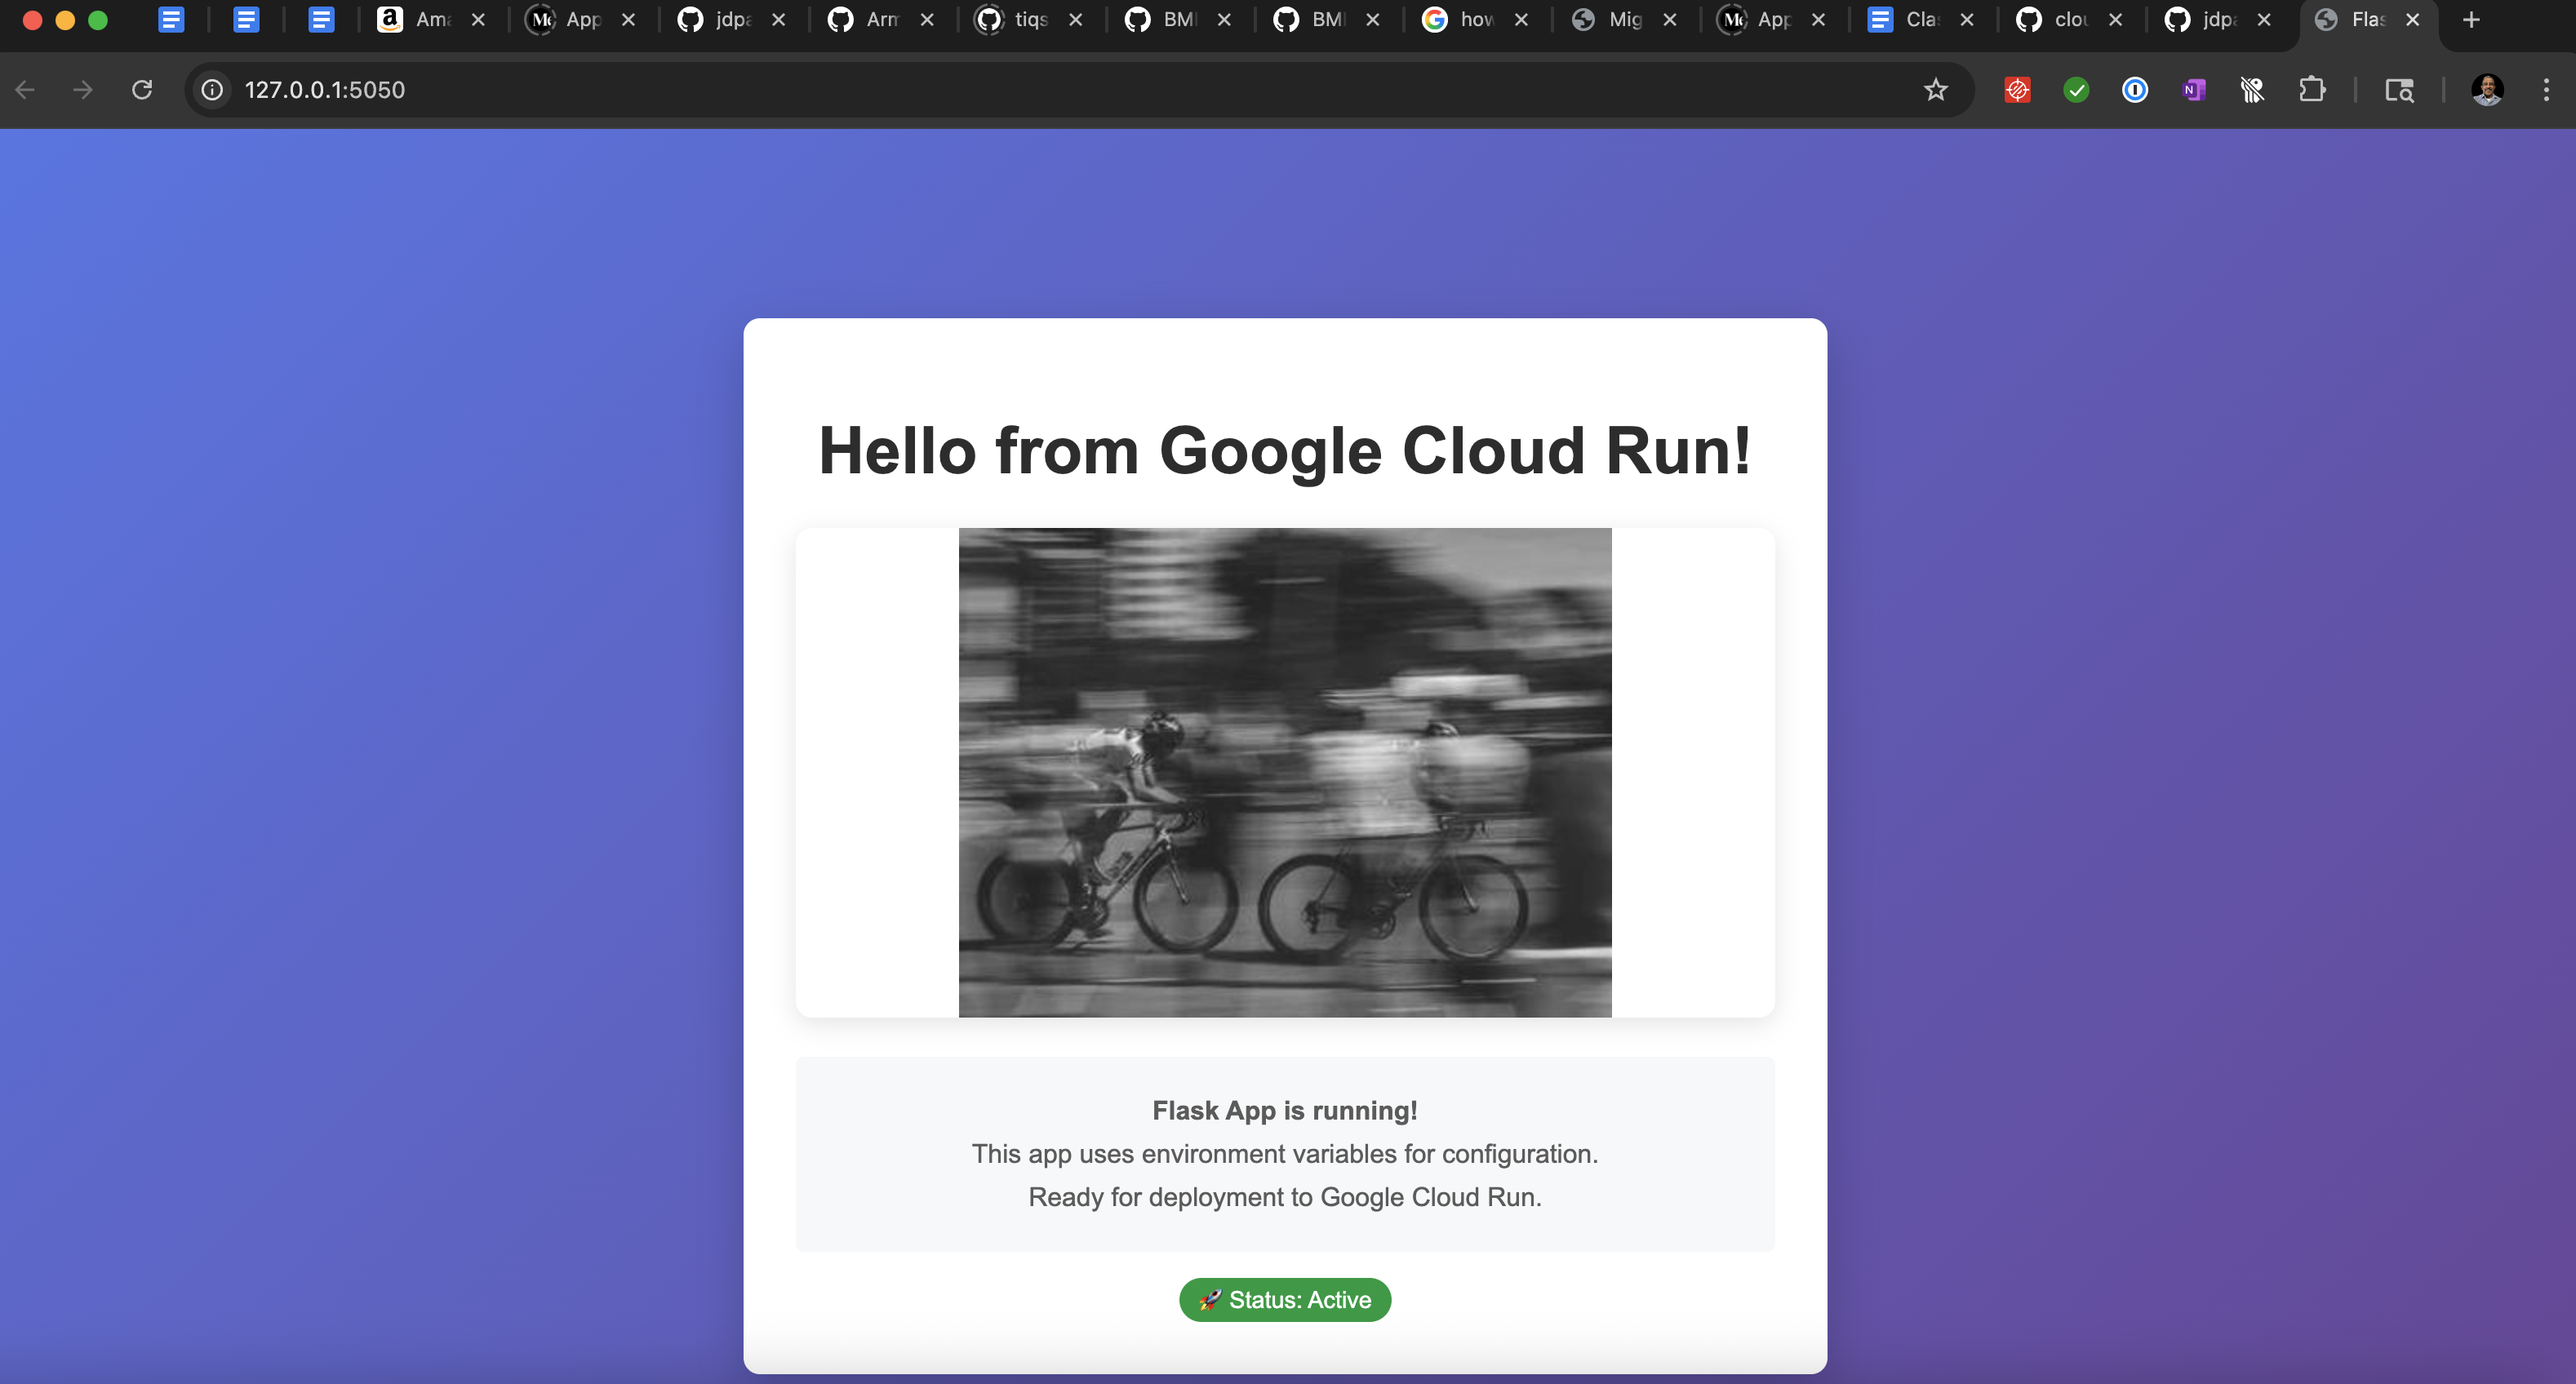 Ama
App
jdpa
Arm
tiqs
BMI
BMI
how
Mig
App
Cla
clou
jdpa
Flas
127.0.0.1:5050
Hello from Google Cloud Run!
Flask App is running!
This app uses environment variables for configuration.
Ready for deployment to Google Cloud Run.
🚀 Status: Active